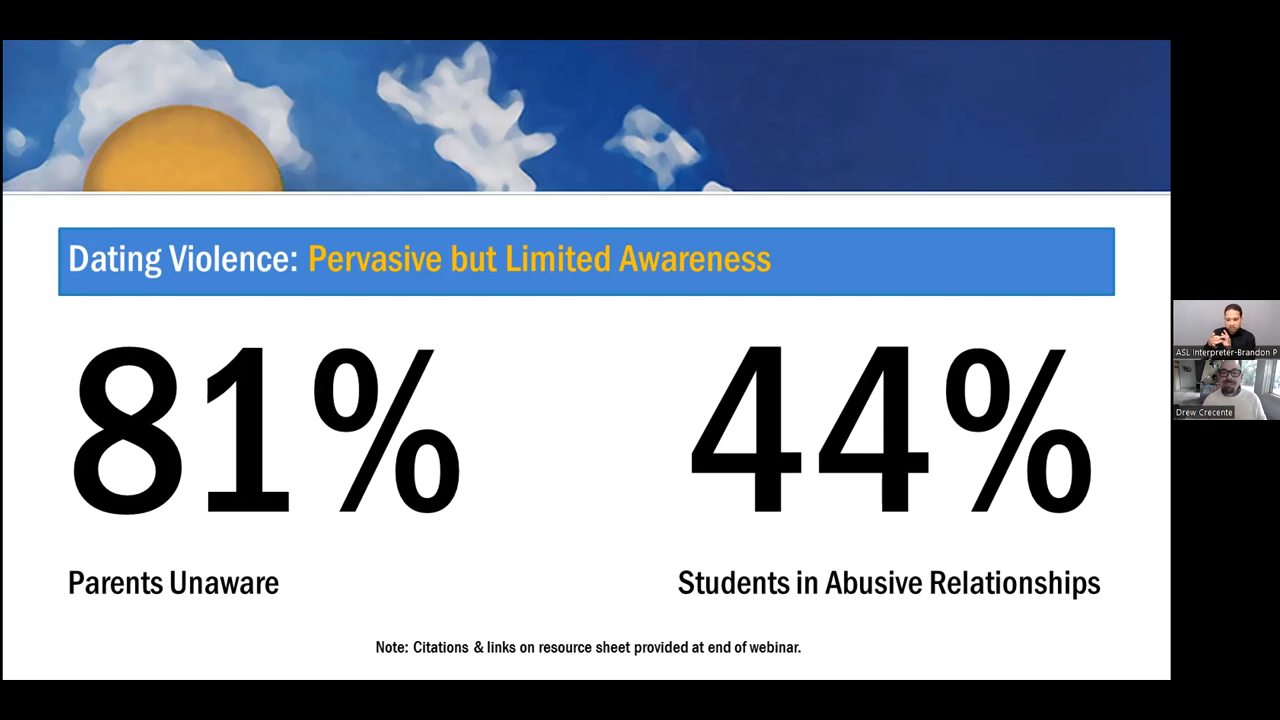 Dating Violence: Pervasive but Limited Awareness
81%
44%
Parents Unaware
Students in Abusive Relationships
Note: Citations & links on resource sheet provided at end of webinar.
ASL Interpreter-Brandon P
Drew Crecente